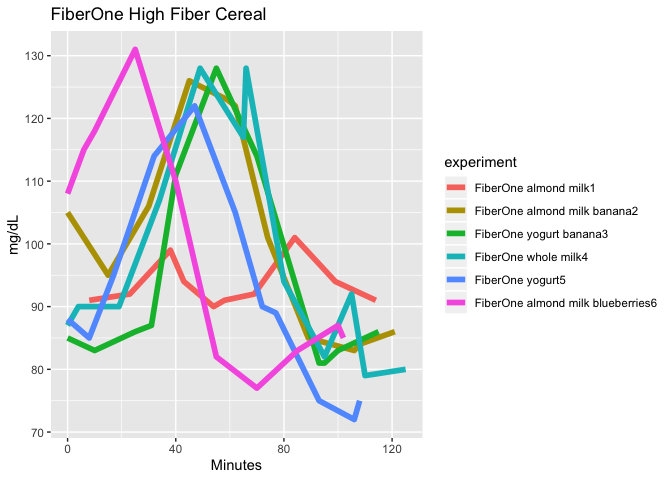 FiberOne High Fiber Cereal
130
120
110
100
90
80
70
mg/dL
0 40 80 120
Minutes
experiment
FiberOne almond milk1
FiberOne almond milk banana2
FiberOne yogurt banana3
FiberOne whole milk4
FiberOne yogurt5
FiberOne almond milk blueberries6